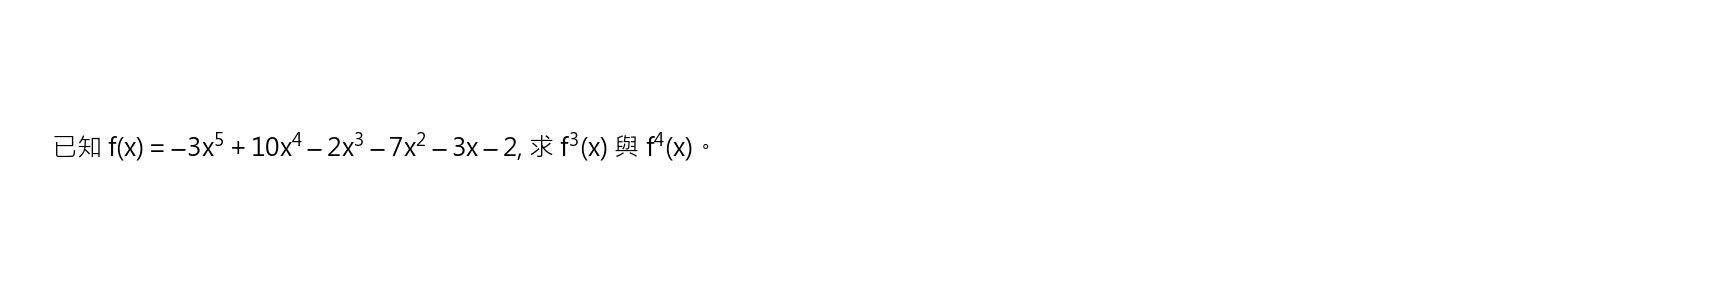 已知 f(x) = −3x⁵ + 10x⁴ − 2x³ − 7x² − 3x − 2, 求 f³(x) 與 f⁴(x)。